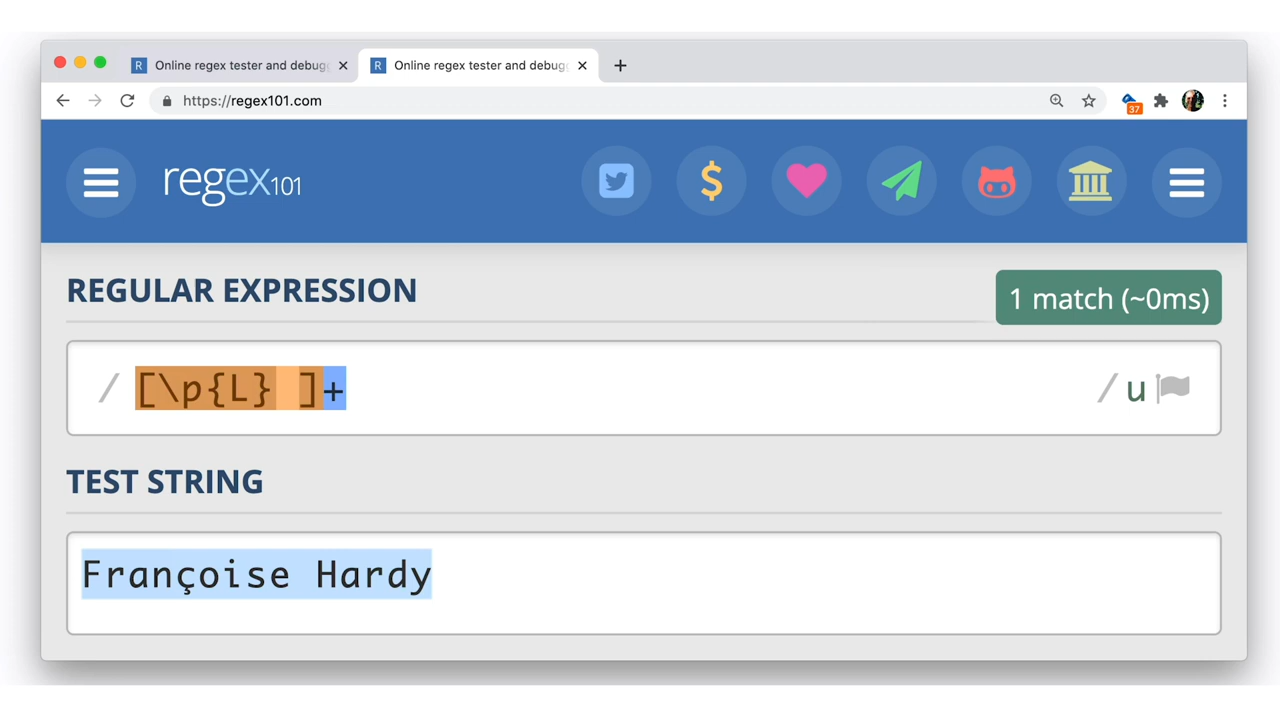 Online regex tester and debug
Online regex tester and debug
https://regex101.com
37
regex101
REGULAR EXPRESSION
1 match (~0ms)
/ [\p{L} ]+ / u
TEST STRING
Françoise Hardy